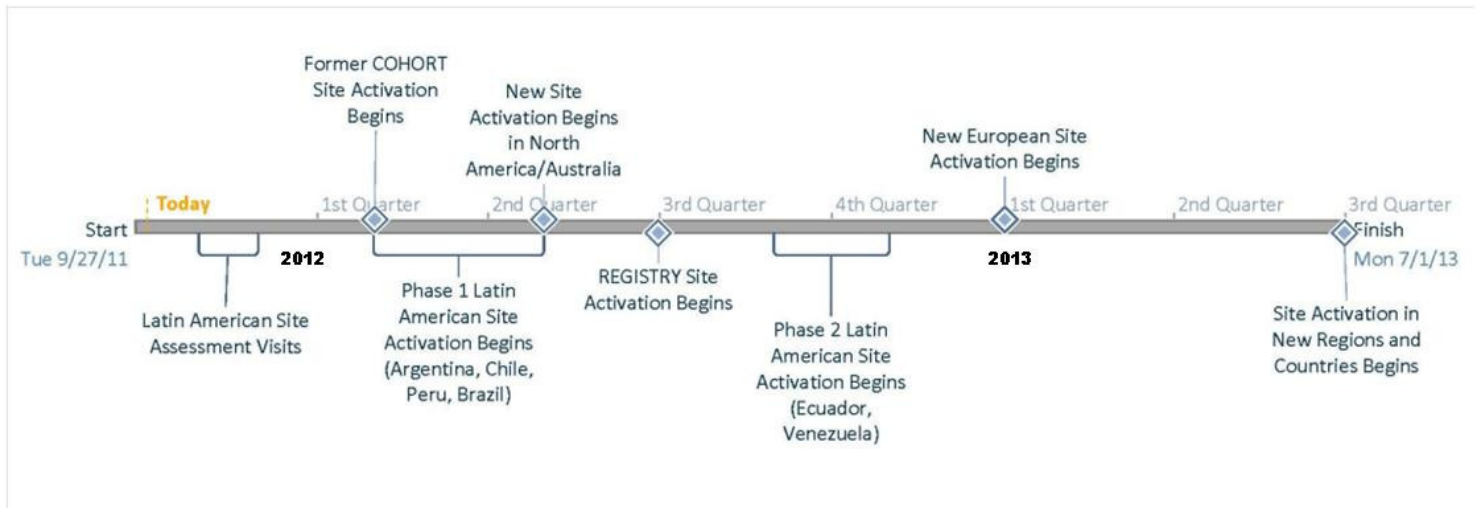 Former COHORT
Site Activation
Begins
New Site
Activation Begins
in North
America/Australia
New European Site
Activation Begins
Today
1st Quarter
2nd Quarter
3rd Quarter
4th Quarter
1st Quarter
2nd Quarter
3rd Quarter
Start
Tue 9/27/11
2012
2013
Finish
Mon 7/1/13
Latin American Site
Assessment Visits
Phase 1 Latin
American Site
Activation Begins
(Argentina, Chile,
Peru, Brazil)
REGISTRY Site
Activation Begins
Phase 2 Latin
American Site
Activation Begins
(Ecuador,
Venezuela)
Site Activation in
New Regions and
Countries Begins